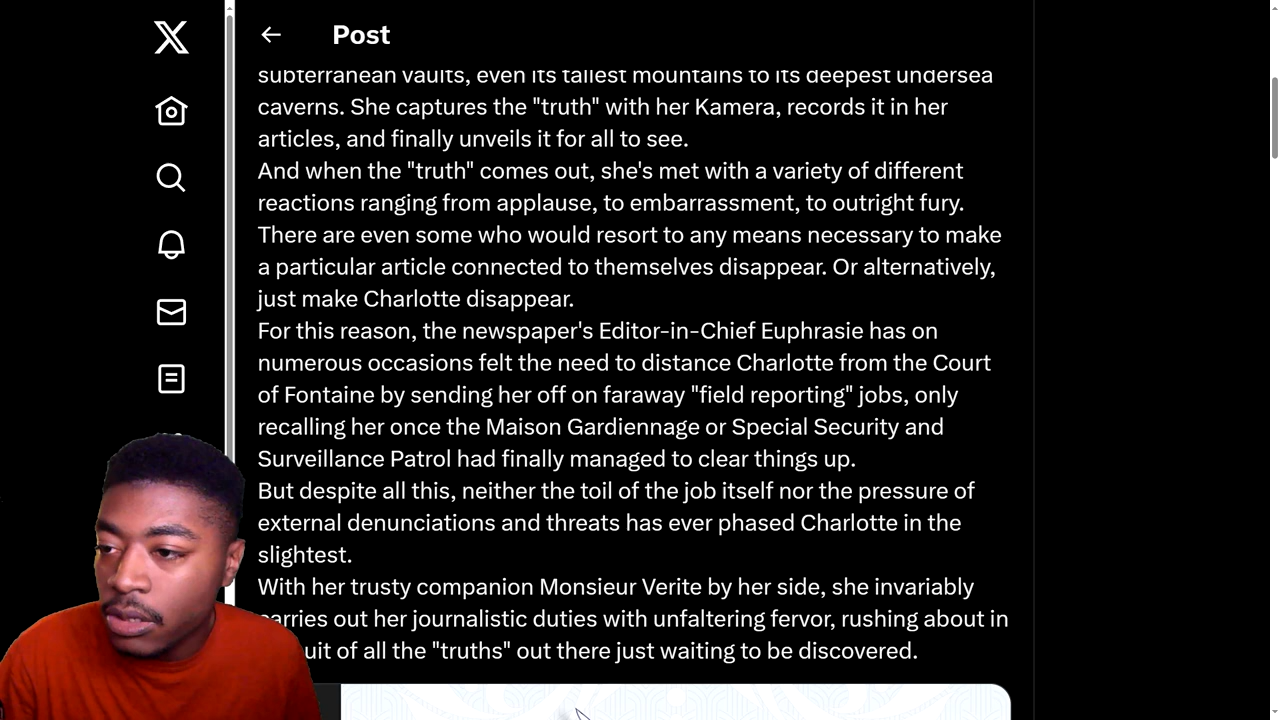 Post
subterranean vaults, even its tallest mountains to its deepest undersea
caverns. She captures the "truth" with her Kamera, records it in her
articles, and finally unveils it for all to see.
And when the "truth" comes out, she's met with a variety of different
reactions ranging from applause, to embarrassment, to outright fury.
There are even some who would resort to any means necessary to make
a particular article connected to themselves disappear. Or alternatively,
just make Charlotte disappear.
For this reason, the newspaper's Editor-in-Chief Euphrasie has on
numerous occasions felt the need to distance Charlotte from the Court
of Fontaine by sending her off on faraway "field reporting" jobs, only
recalling her once the Maison Gardiennage or Special Security and
Surveillance Patrol had finally managed to clear things up.
But despite all this, neither the toil of the job itself nor the pressure of
external denunciations and threats has ever phased Charlotte in the
slightest.
With her trusty companion Monsieur Verite by her side, she invariably
carries out her journalistic duties with unfaltering fervor, rushing about in
uit of all the "truths" out there just waiting to be discovered.